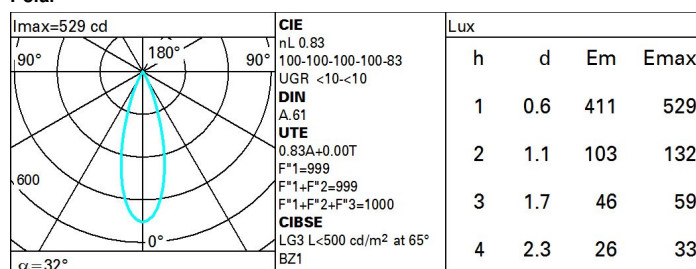 Imax=529 cd
90°
180°
90°
600
0°
α=32°
CIE
nL 0.83
100-100-100-100-83
UGR <10-<10
DIN
A.61
UTE
0.83A+0.00T
F"1=999
F"1+F"2=999
F"1+F"2+F"3=1000
CIBSE
LG3 L<500 cd/m² at 65°
BZ1
Lux
h d Em Emax
1 0.6 411 529
2 1.1 103 132
3 1.7 46 59
4 2.3 26 33